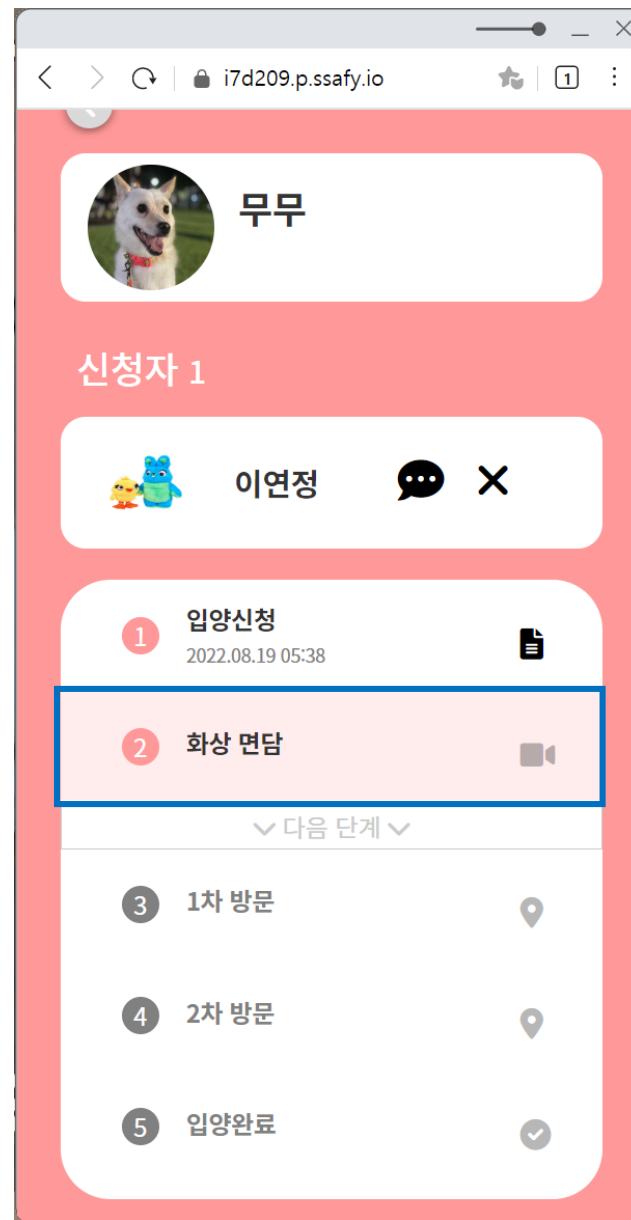 i7d209.p.ssafy.io
1
무무
신청자 1
이연정
1 입양신청
2022.08.19 05:38
2 화상 면담
다음 단계
3 1차 방문
4 2차 방문
5 입양완료